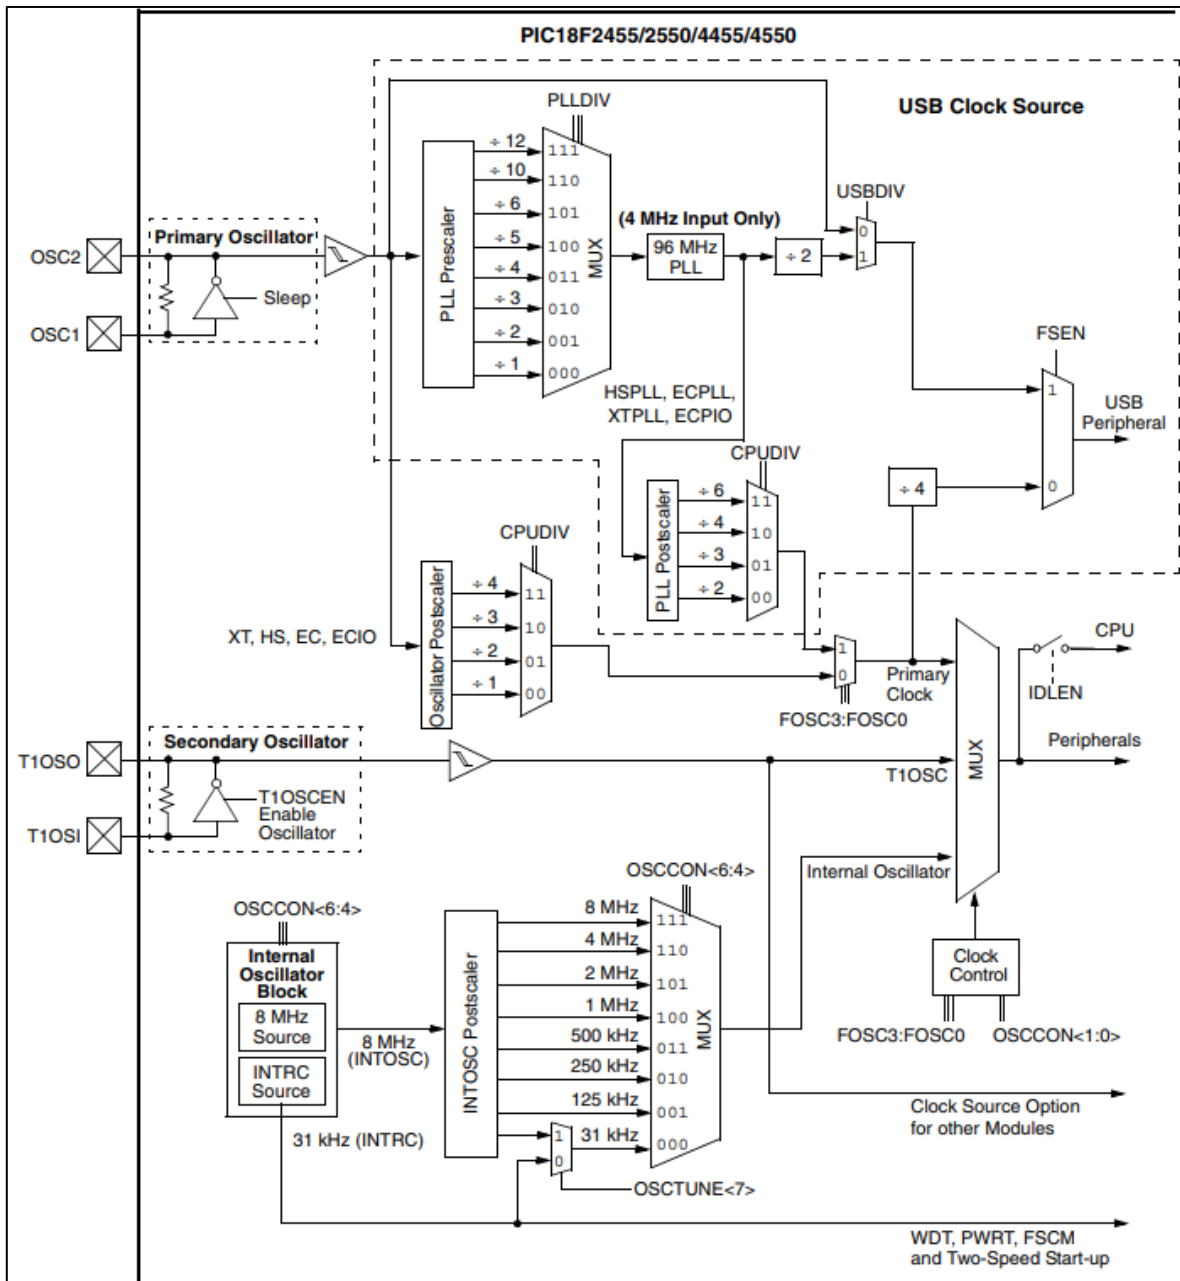 PIC18F2455/2550/4455/4550
USB Clock Source
PLLDIV
PLL Prescaler
÷ 12
÷ 10
÷ 6
÷ 5
÷ 4
÷ 3
÷ 2
÷ 1
111
110
101
100
011
010
001
000
MUX
(4 MHz Input Only)
96 MHz
PLL
÷ 2
USBDIV
0
1
Primary Oscillator
OSC2
OSC1
Sleep
HSPLL, ECPLL,
XTPLL, ECPIO
FSEN
1
0
USB
Peripheral
÷ 4
CPUDIV
PLL Postscaler
÷ 6
÷ 4
÷ 3
÷ 2
11
10
01
00
CPUDIV
XT, HS, EC, ECIO
Oscillator Postscaler
÷ 4
÷ 3
÷ 2
÷ 1
11
10
01
00
1
0
FOSC3:FOSC0
Primary
Clock
MUX
CPU
IDLEN
Peripherals
Secondary Oscillator
T1OSO
T1OSI
T1OSCEN
Enable
Oscillator
T1OSC
Internal Oscillator
OSCCON<6:4>
OSCCON<6:4>
Internal
Oscillator
Block
8 MHz
Source
INTRC
Source
8 MHz
(INTOSC)
31 kHz (INTRC)
INTOSC Postscaler
8 MHz
4 MHz
2 MHz
1 MHz
500 kHz
250 kHz
125 kHz
31 kHz
1
0
111
110
101
100
011
010
001
000
MUX
OSCTUNE<7>
Clock
Control
FOSC3:FOSC0
OSCCON<1:0>
Clock Source Option
for other Modules
WDT, PWRT, FSCM
and Two-Speed Start-up